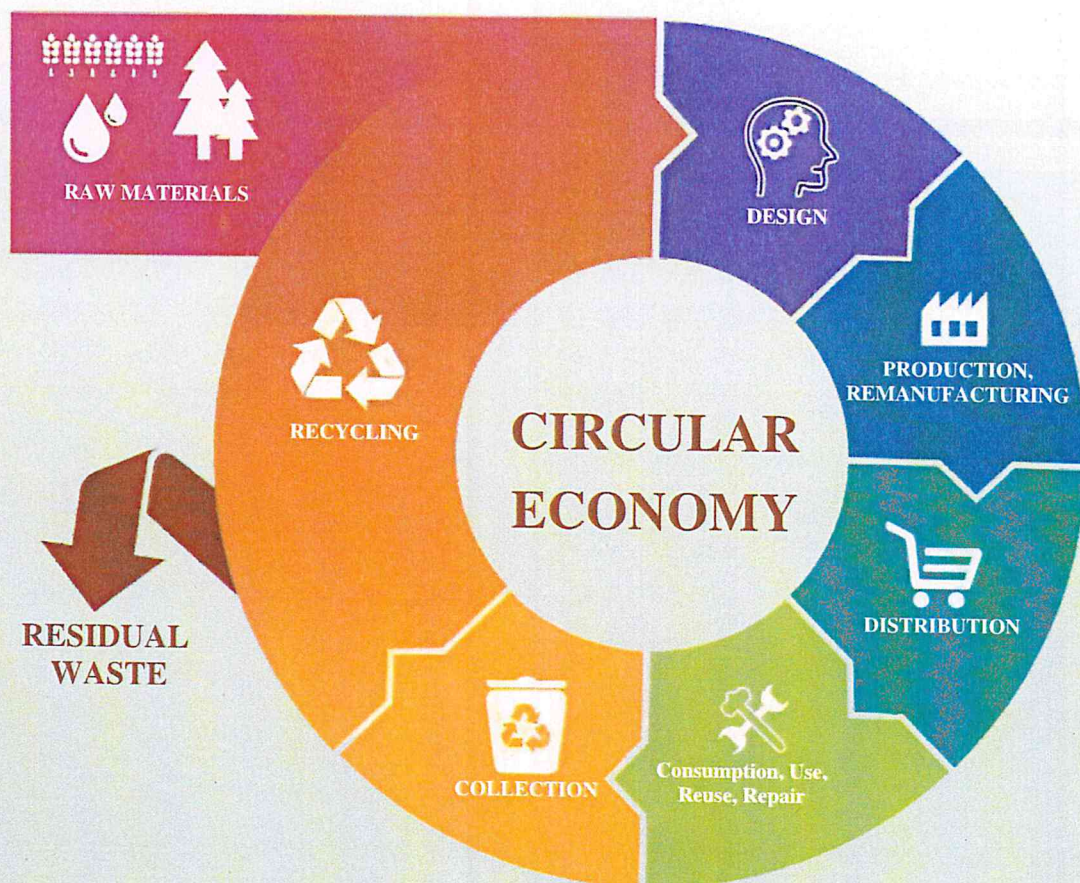 RAW MATERIALS
DESIGN
PRODUCTION,
REMANUFACTURING
RECYCLING
CIRCULAR
ECONOMY
DISTRIBUTION
RESIDUAL
WASTE
Consumption, Use,
Reuse, Repair
COLLECTION